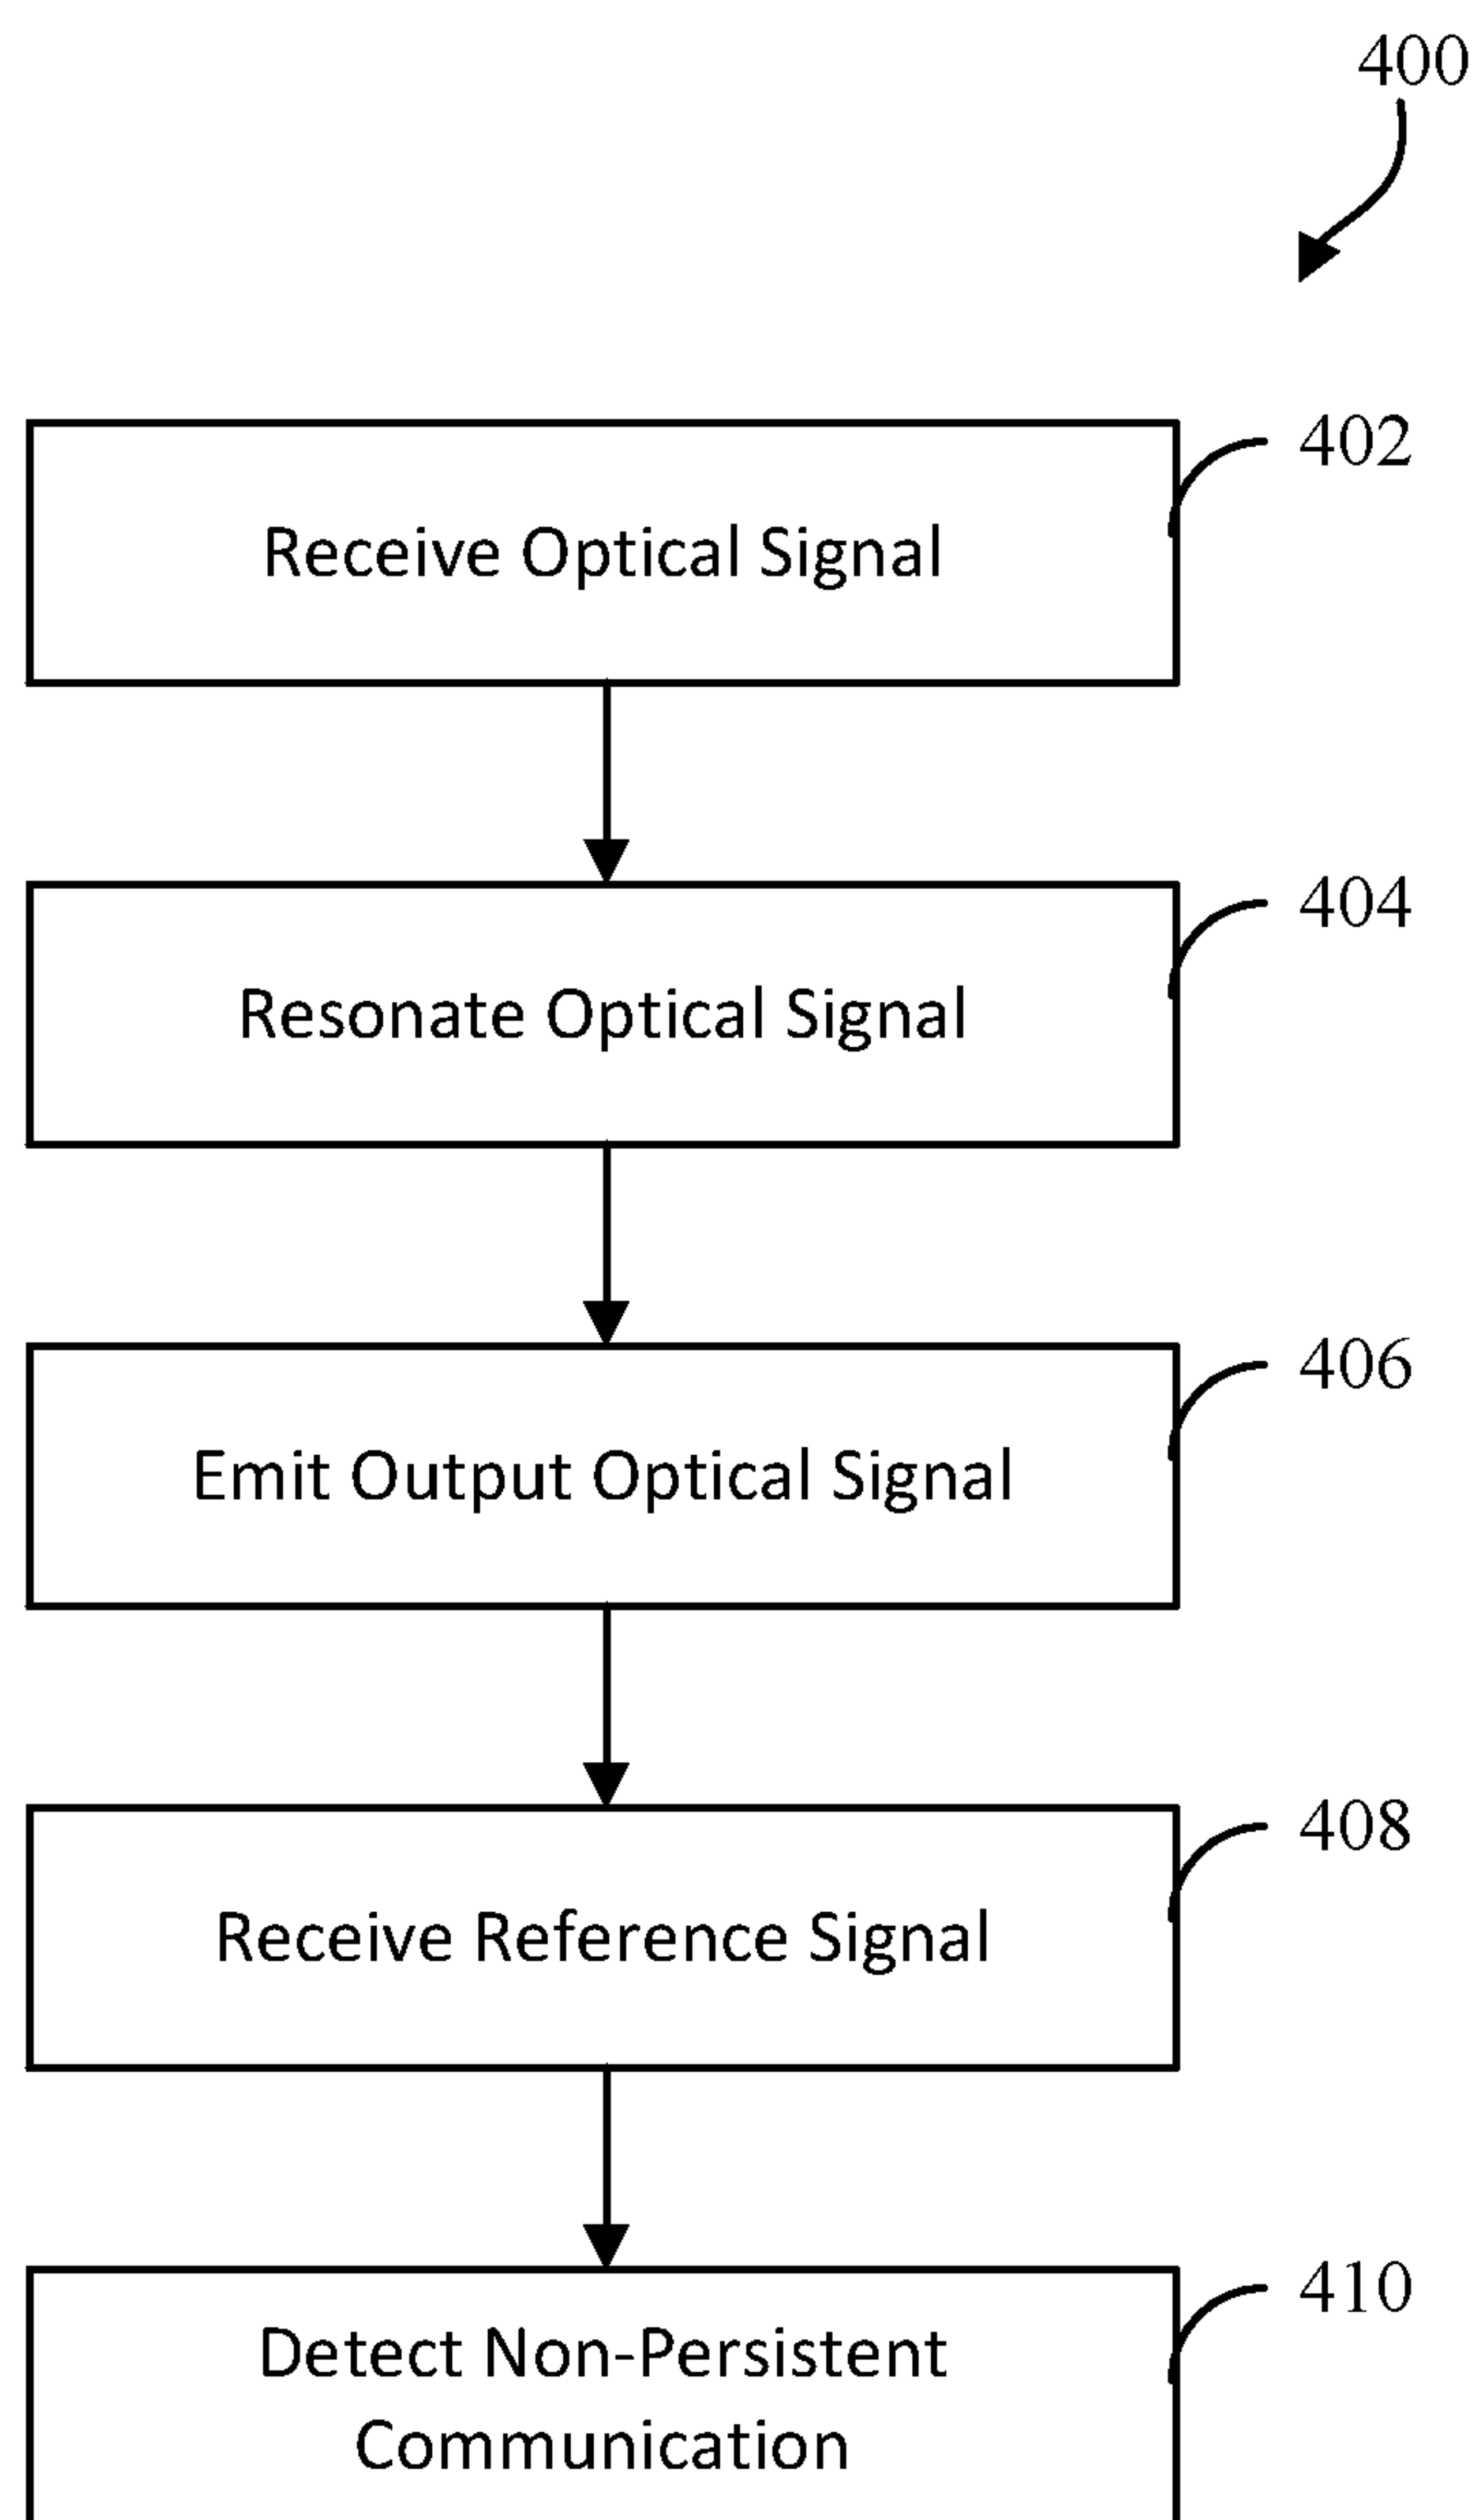 400
402
Receive Optical Signal
404
Resonate Optical Signal
406
Emit Output Optical Signal
408
Receive Reference Signal
410
Detect Non-Persistent
Communication